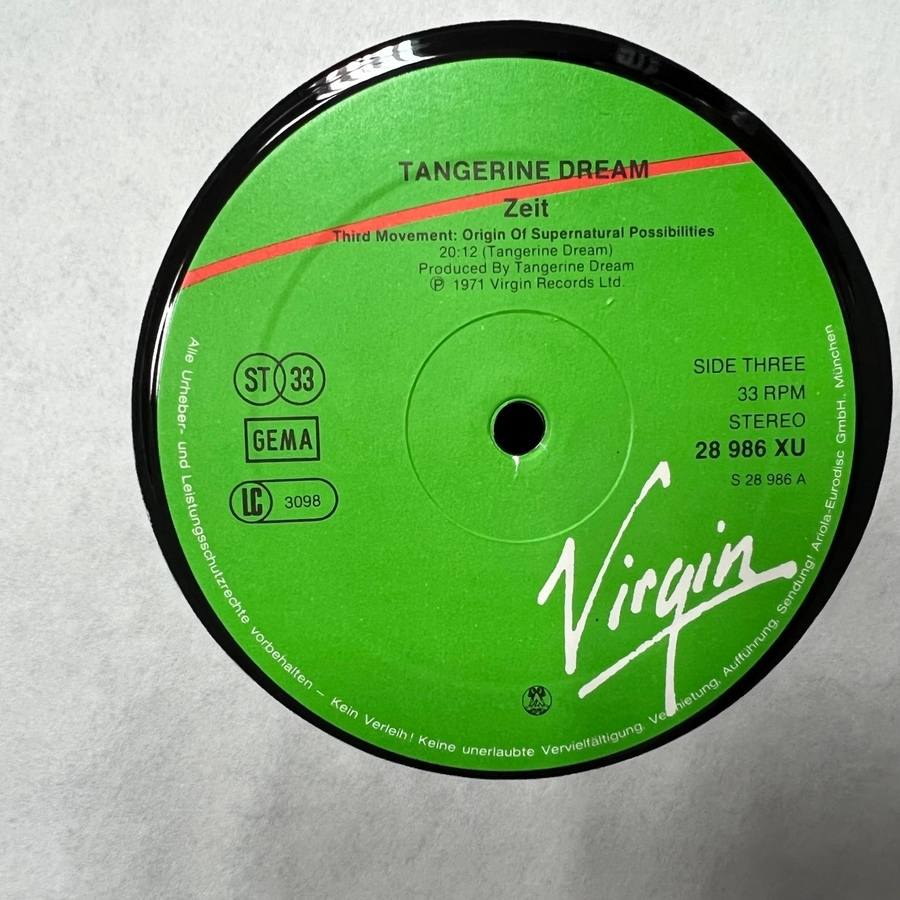 TANGERINE DREAM
Zeit
Third Movement: Origin Of Supernatural Possibilities
20:12 (Tangerine Dream)
Produced By Tangerine Dream
℗ 1971 Virgin Records Ltd.
ST 33
GEMA
LC 3098
SIDE THREE
33 RPM
STEREO
28 986 XU
S 28 986 A
Virgin
Alle Urheber- und Leistungsschutzrechte vorbehalten – Kein Verleih! Keine unerlaubte Vervielfältigung, Vermietung, Aufführung, Sendung! Ariola-Eurodisc GmbH., München